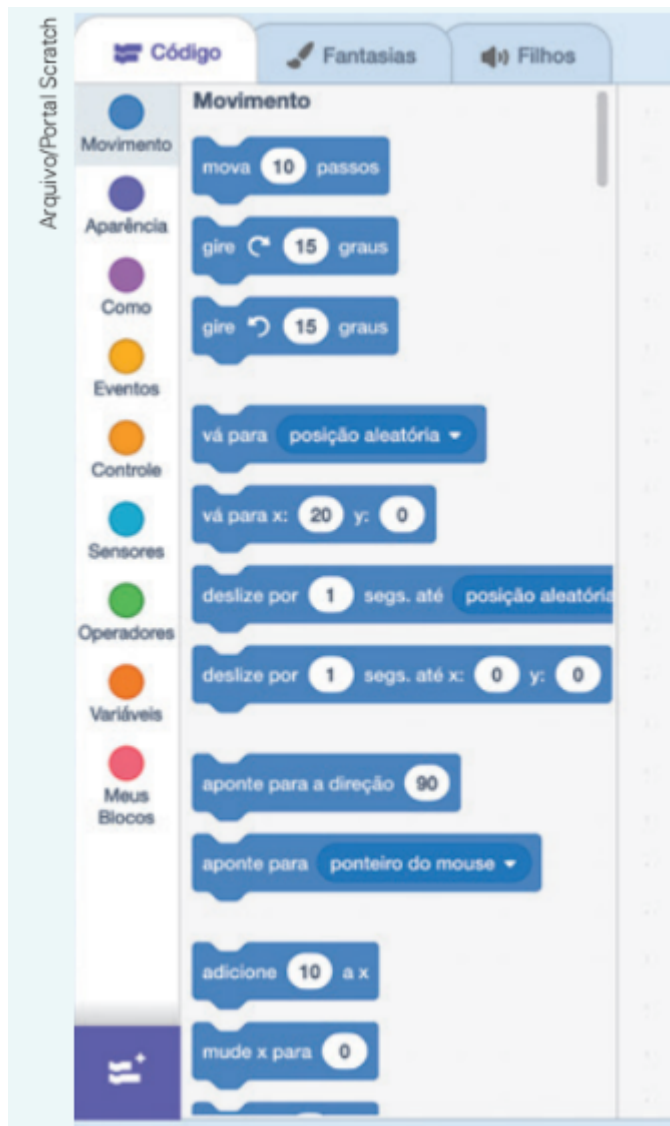 Arquivo/Portal Scratch
Código
Fantasias
Filhos
Movimento
Aparência
Como
Eventos
Controle
Sensores
Operadores
Variáveis
Meus
Blocos
Movimento
mova 10 passos
gire 15 graus
gire 15 graus
vá para posição aleatória
vá para x: 20 y: 0
deslize por 1 segs. até posição aleatória
deslize por 1 segs. até x: 0 y: 0
aponte para a direção 90
aponte para ponteiro do mouse
adicione 10 a x
mude x para 0